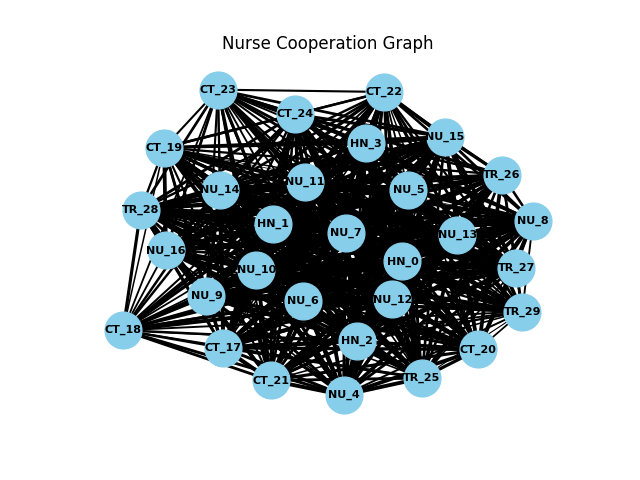 Nurse Cooperation Graph
CT_23
CT_22
CT_24
NU_15
HN_3
CT_19
TR_26
NU_11
NU_14
NU_5
TR_28
NU_8
HN_1
NU_7
NU_13
NU_16
HN_0
TR_27
NU_10
NU_9
NU_6
NU_12
TR_29
CT_18
HN_2
CT_17
CT_20
TR_25
CT_21
NU_4